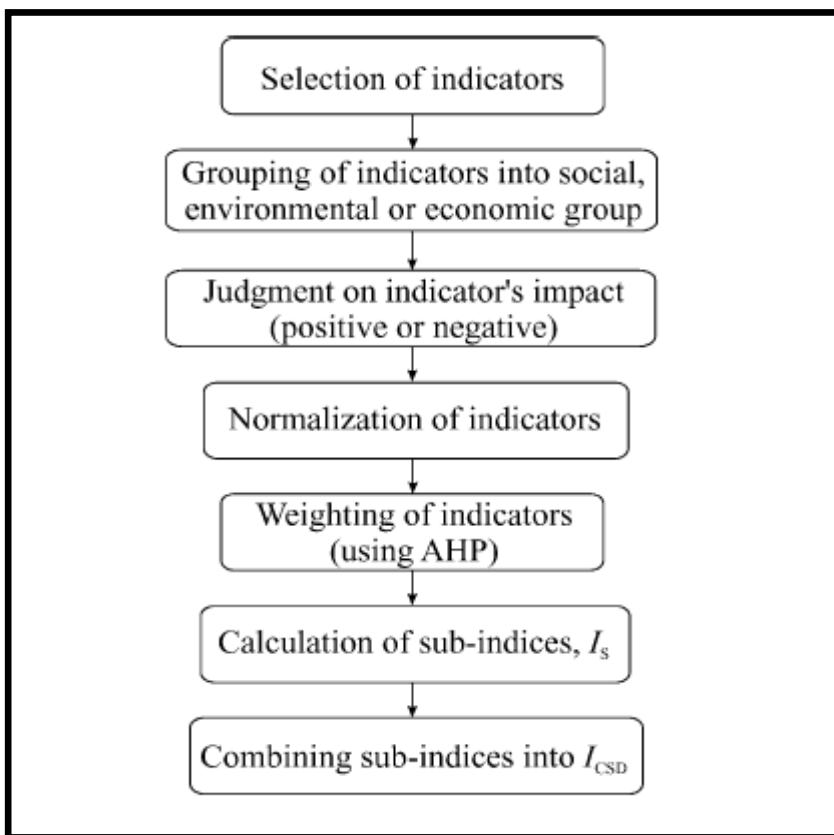 Selection of indicators
Grouping of indicators into social,
environmental or economic group
Judgment on indicator's impact
(positive or negative)
Normalization of indicators
Weighting of indicators
(using AHP)
Calculation of sub-indices, Is
Combining sub-indices into ICSD